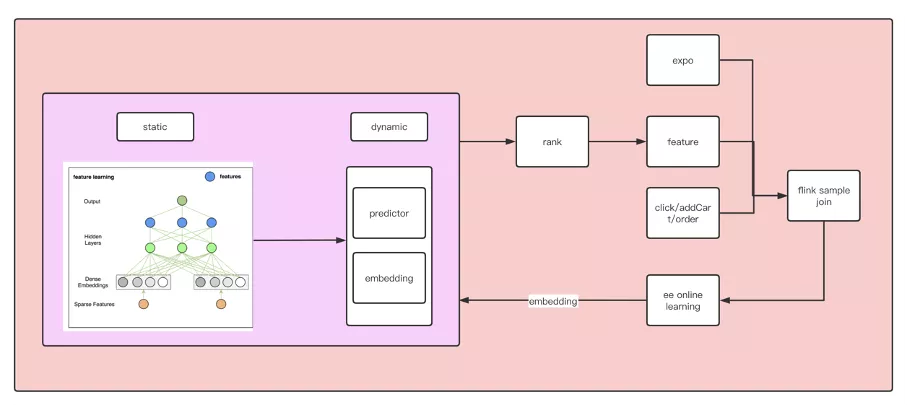 expo
static
dynamic
rank
feature
feature learning
features
Output
predictor
flink sample
join
click/addCar
t/order
Hidden
Layers
embedding
Dense
Embeddings
Sparse Features
embedding
ee online
learning